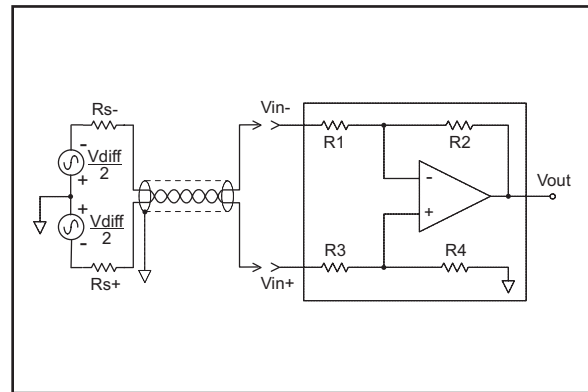 Rs-
Vin-
R1
R2
-
Vdiff
2
+
-
Vout
+
Vdiff
2
+
-
R3
R4
Rs+
Vin+